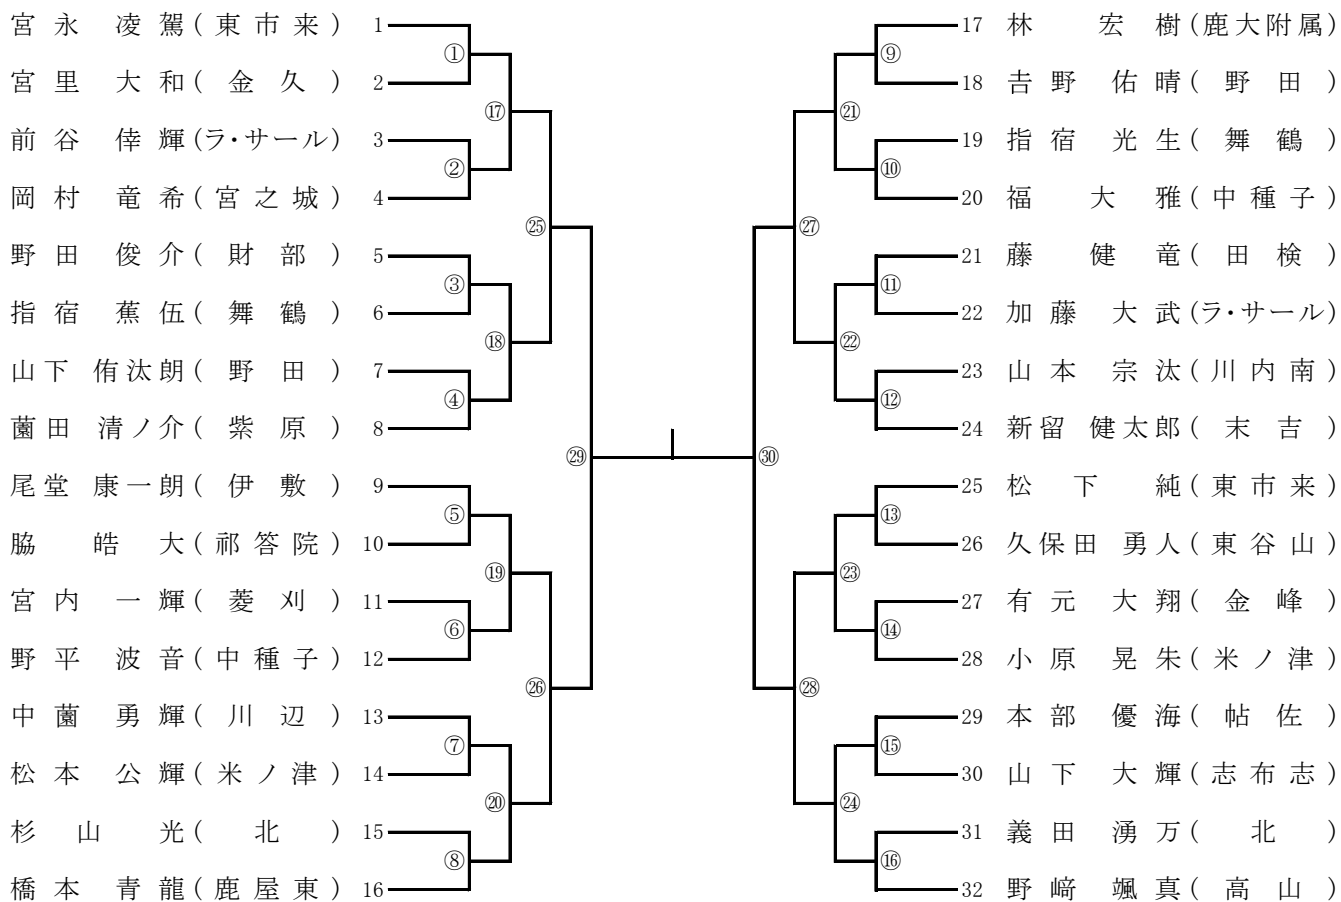 宮永 凌駕(東市来) 1
宮里 大和(金久) 2
前谷 倖輝(ラ・サール) 3
岡村 竜希(宮之城) 4
野田 俊介(財部) 5
指宿 蕉伍(舞鶴) 6
山下 侑汰朗(野田) 7
薗田 清ノ介(紫原) 8
尾堂 康一朗(伊敷) 9
脇 皓大(祁答院) 10
宮内 一輝(菱刈) 11
野平 波音(中種子) 12
中薗 勇輝(川辺) 13
松本 公輝(米ノ津) 14
杉山 光(北) 15
橋本 青龍(鹿屋東) 16
①
②
③
④
⑤
⑥
⑦
⑧
⑰
⑱
⑲
⑳
㉕
㉖
㉙
㉚
㉗
㉘
㉑
㉒
㉓
㉔
⑨
⑩
⑪
⑫
⑬
⑭
⑮
⑯
17 林 宏樹(鹿大附属)
18 𠮷野 佑晴(野田)
19 指宿 光生(舞鶴)
20 福 大雅(中種子)
21 藤 健竜(田検)
22 加藤 大武(ラ・サール)
23 山本 宗汰(川内南)
24 新留 健太郎(末吉)
25 松下 純(東市来)
26 久保田 勇人(東谷山)
27 有元 大翔(金峰)
28 小原 晃朱(米ノ津)
29 本部 優海(帖佐)
30 山下 大輝(志布志)
31 義田 湧万(北)
32 野﨑 颯真(高山)